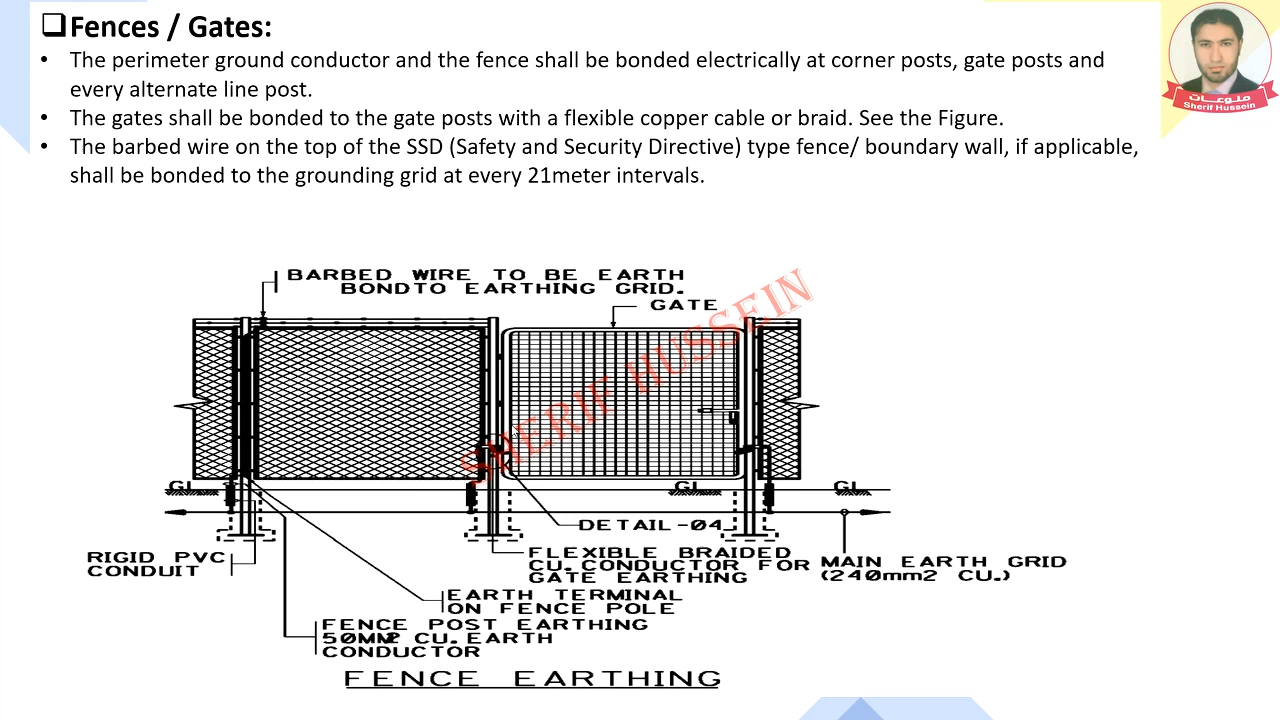 ❑Fences / Gates:
• The perimeter ground conductor and the fence shall be bonded electrically at corner posts, gate posts and
every alternate line post.
• The gates shall be bonded to the gate posts with a flexible copper cable or braid. See the Figure.
• The barbed wire on the top of the SSD (Safety and Security Directive) type fence/ boundary wall, if applicable,
shall be bonded to the grounding grid at every 21meter intervals.
منوعات
Sherif Hussein
BARBED WIRE TO BE EARTH
BONDTO EARTHING GRID.
GATE
SHERIF HUSSEIN
GL
GL
GL
DETAIL-04
RIGID PVC
CONDUIT
FLEXIBLE BRAIDED
CU. CONDUCTOR FOR
GATE EARTHING
MAIN EARTH GRID
(240mm2 CU.)
EARTH TERMINAL
ON FENCE POLE
FENCE POST EARTHING
50MM2 CU. EARTH
CONDUCTOR
FENCE EARTHING